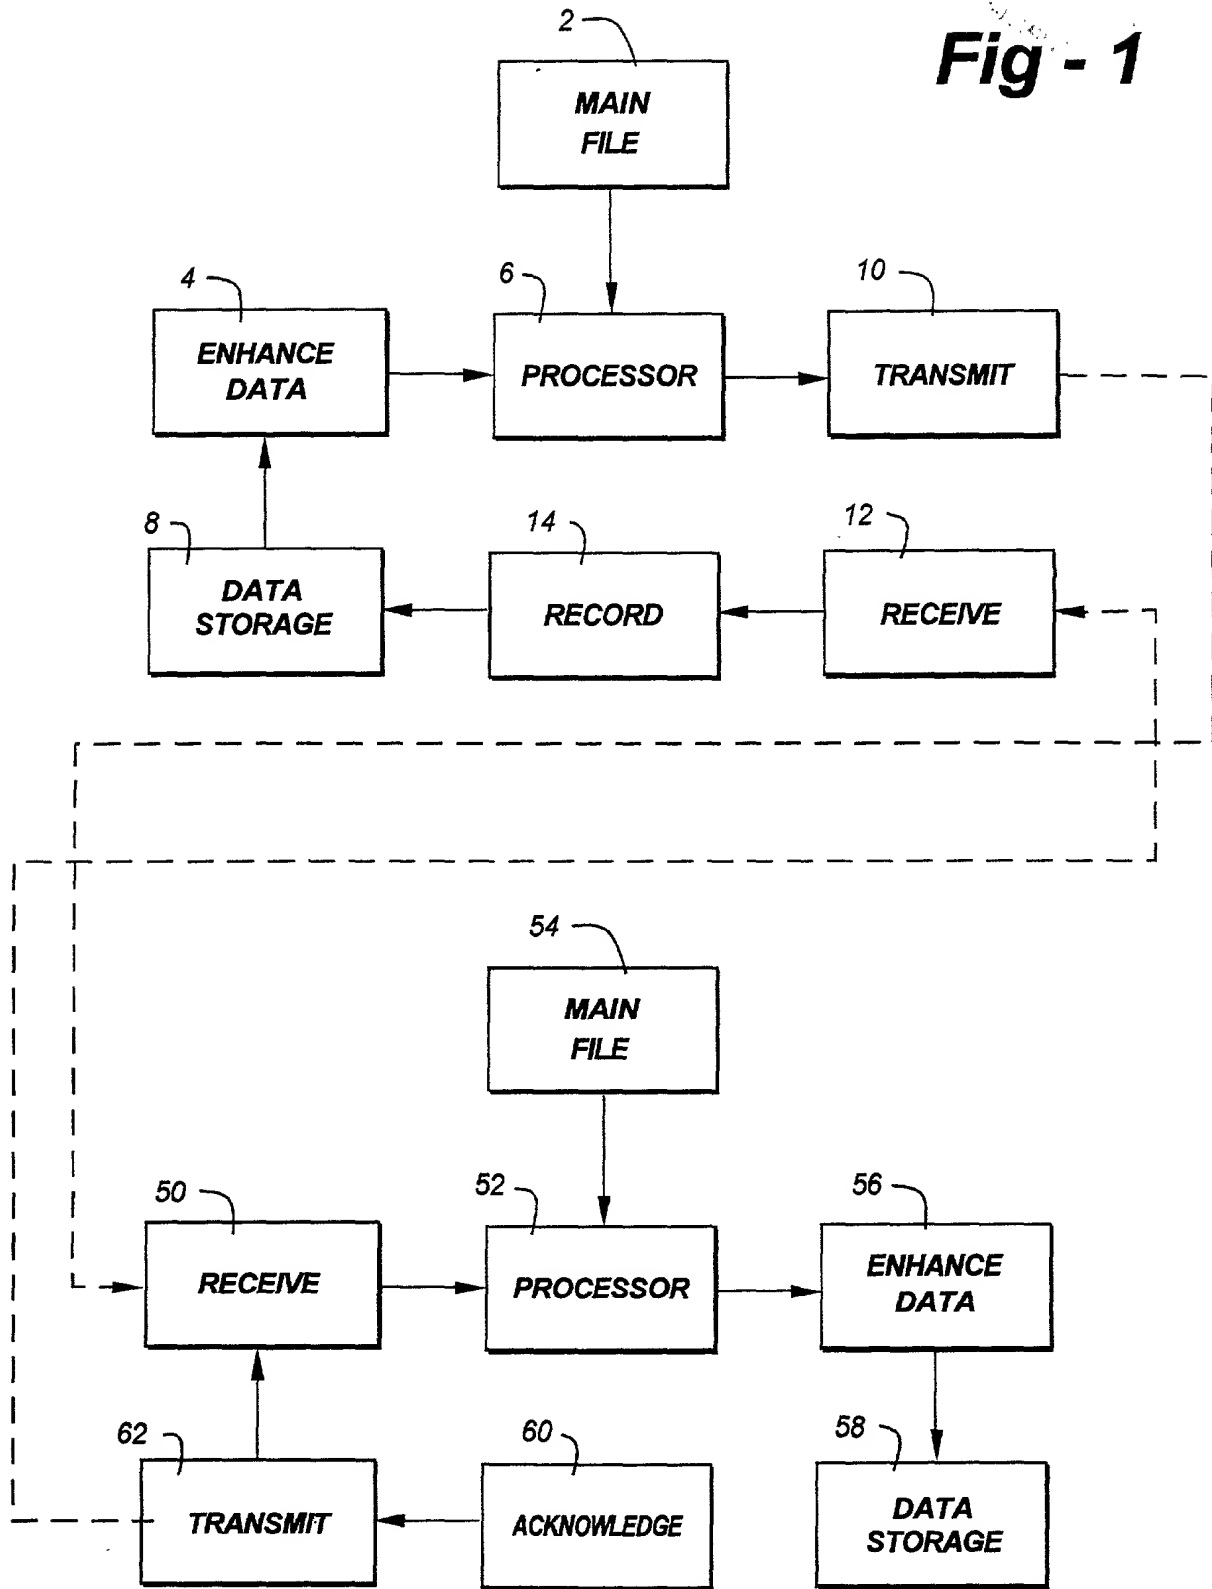 Fig - 1
2
MAIN
FILE
4
6
10
ENHANCE
DATA
PROCESSOR
TRANSMIT
8
14
12
DATA
STORAGE
RECORD
RECEIVE
54
MAIN
FILE
50
52
56
RECEIVE
PROCESSOR
ENHANCE
DATA
62
60
58
TRANSMIT
ACKNOWLEDGE
DATA
STORAGE